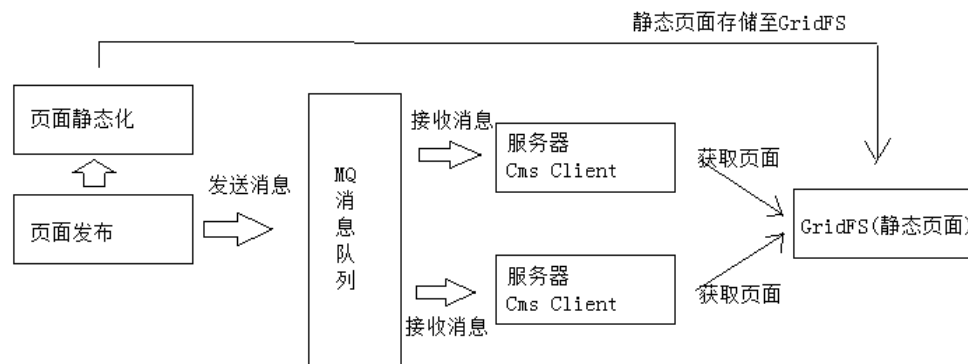 静态页面存储至GridFS
页面静态化
接收消息
服务器
Cms Client
获取页面
MQ
消
息
队
列
发送消息
页面发布
GridFS(静态页面)
服务器
Cms Client
获取页面
接收消息